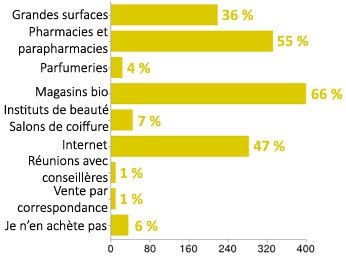 Grandes surfaces 36 %
Pharmacies et
parapharmacies 55 %
Parfumeries 4 %
Magasins bio 66 %
Instituts de beauté
Salons de coiffure 7 %
Internet 47 %
Réunions avec
conseillères 1 %
Vente par
correspondance 1 %
Je n'en achète pas 6 %
0 80 160 240 280 400